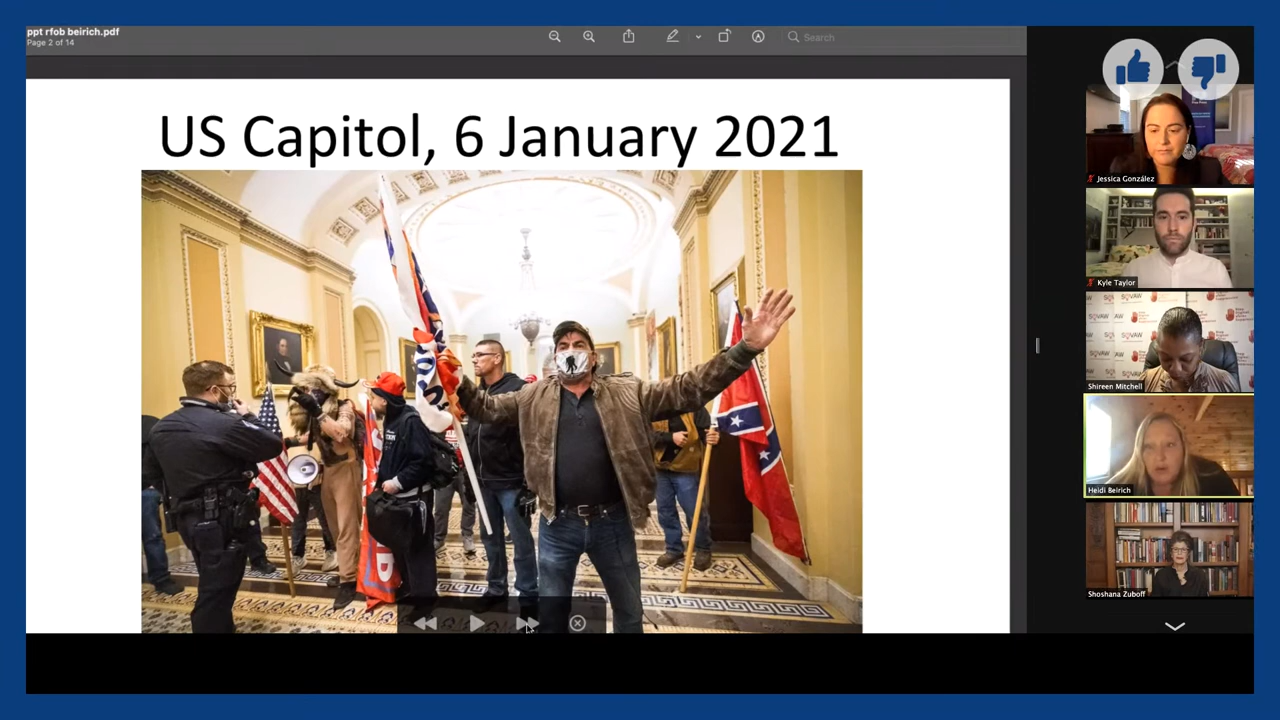 ppt rfob beirich.pdf
Page 2 of 14
Search
US Capitol, 6 January 2021
Jessica González
Kyle Taylor
SOVAW
Shireen Mitchell
Heidi Beirich
Shoshana Zuboff